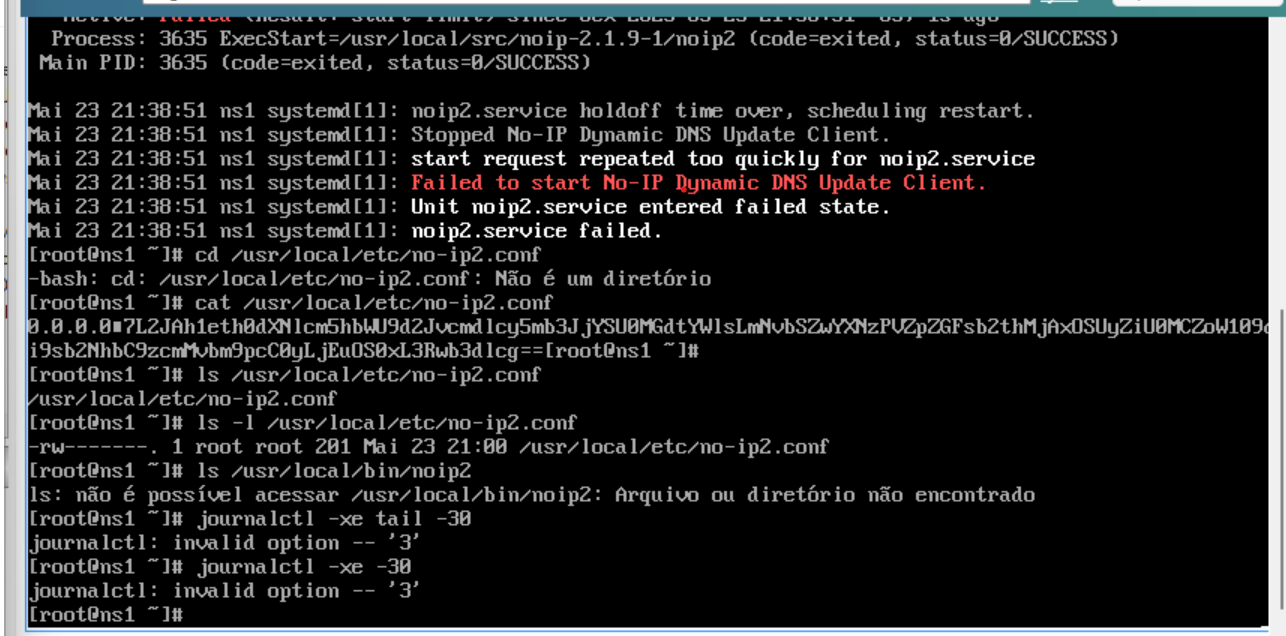 Process: 3635 ExecStart=/usr/local/src/noip-2.1.9-1/noip2 (code=exited, status=0/SUCCESS)
Main PID: 3635 (code=exited, status=0/SUCCESS)
Mai 23 21:38:51 ns1 systemd[1]: noip2.service holdoff time over, scheduling restart.
Mai 23 21:38:51 ns1 systemd[1]: Stopped No-IP Dynamic DNS Update Client.
Mai 23 21:38:51 ns1 systemd[1]: start request repeated too quickly for noip2.service
Mai 23 21:38:51 ns1 systemd[1]: Failed to start No-IP Dynamic DNS Update Client.
Mai 23 21:38:51 ns1 systemd[1]: Unit noip2.service entered failed state.
Mai 23 21:38:51 ns1 systemd[1]: noip2.service failed.
[root@ns1 ~]# cd /usr/local/etc/no-ip2.conf
-bash: cd: /usr/local/etc/no-ip2.conf: Não é um diretório
[root@ns1 ~]# cat /usr/local/etc/no-ip2.conf
[root@ns1 ~]#
[root@ns1 ~]# ls /usr/local/etc/no-ip2.conf
/usr/local/etc/no-ip2.conf
[root@ns1 ~]# ls -l /usr/local/etc/no-ip2.conf
-rw-------. 1 root root 201 Mai 23 21:00 /usr/local/etc/no-ip2.conf
[root@ns1 ~]# ls /usr/local/bin/noip2
ls: não é possível acessar /usr/local/bin/noip2: Arquivo ou diretório não encontrado
[root@ns1 ~]# journalctl -xe tail -30
journalctl: invalid option -- '3'
[root@ns1 ~]# journalctl -xe -30
journalctl: invalid option -- '3'
[root@ns1 ~]#